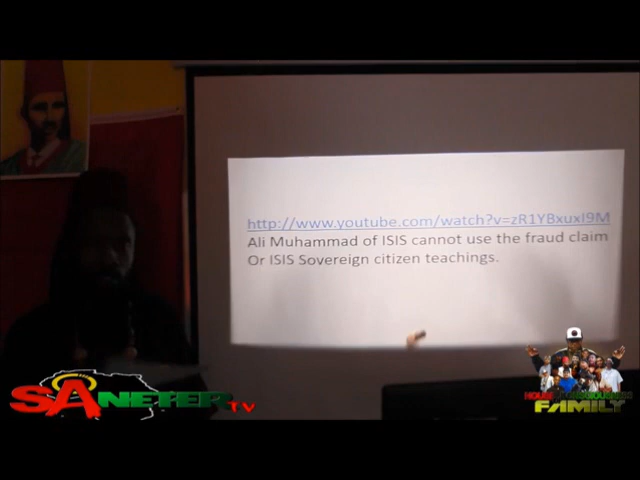 http://www.youtube.com/watch?v=zR1YBxuxI9M
Ali Muhammad of ISIS cannot use the fraud claim
Or ISIS Sovereign citizen teachings.
SANETER TV
FAMILY